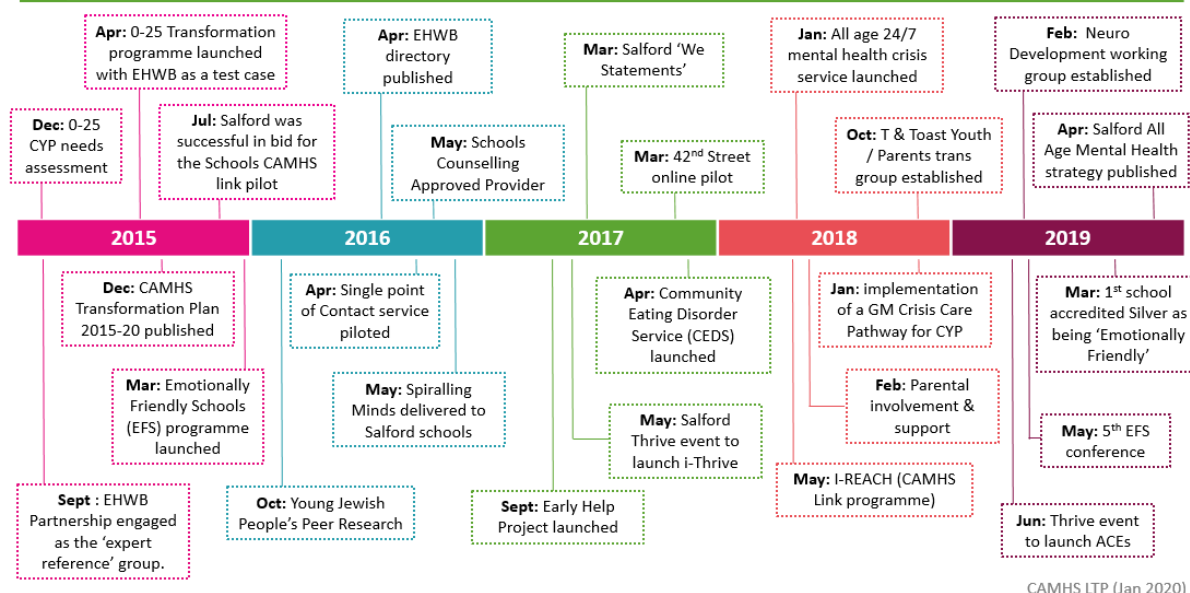 Apr: 0-25 Transformation
programme launched
with EHWB as a test case
Apr: EHWB
directory
published
Mar: Salford ‘We
Statements’
Jan: All age 24/7
mental health crisis
service launched
Feb: Neuro
Development working
group established
Dec: 0-25
CYP needs
assessment
Jul: Salford was
successful in bid for
the Schools CAMHS
link pilot
May: Schools
Counselling
Approved Provider
Mar: 42nd Street
online pilot
Oct: T & Toast Youth
/ Parents trans
group established
Apr: Salford All
Age Mental Health
strategy published
2015
2016
2017
2018
2019
Dec: CAMHS
Transformation Plan
2015-20 published
Apr: Single point
of Contact service
piloted
Apr: Community
Eating Disorder
Service (CEDS)
launched
Jan: implementation
of a GM Crisis Care
Pathway for CYP
Mar: 1st school
accredited Silver as
being ‘Emotionally
Friendly’
Mar: Emotionally
Friendly Schools
(EFS) programme
launched
May: Spiralling
Minds delivered to
Salford schools
May: Salford
Thrive event to
launch i-Thrive
Feb: Parental
involvement &
support
May: 5th EFS
conference
Sept : EHWB
Partnership engaged
as the ‘expert
reference’ group.
Oct: Young Jewish
People’s Peer Research
Sept: Early Help
Project launched
May: I-REACH (CAMHS
Link programme)
Jun: Thrive event
to launch ACEs
CAMHS LTP (Jan 2020)